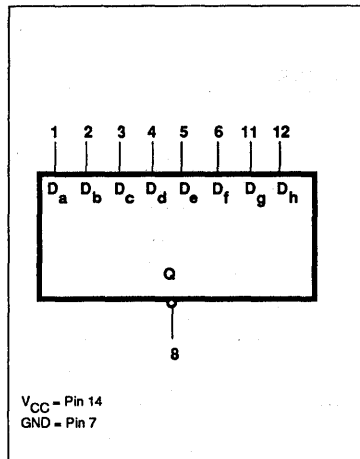 1 2 3 4 5 6 11 12
Da Db Dc Dd De Df Dg Dh
Q
8
VCC = Pin 14
GND = Pin 7